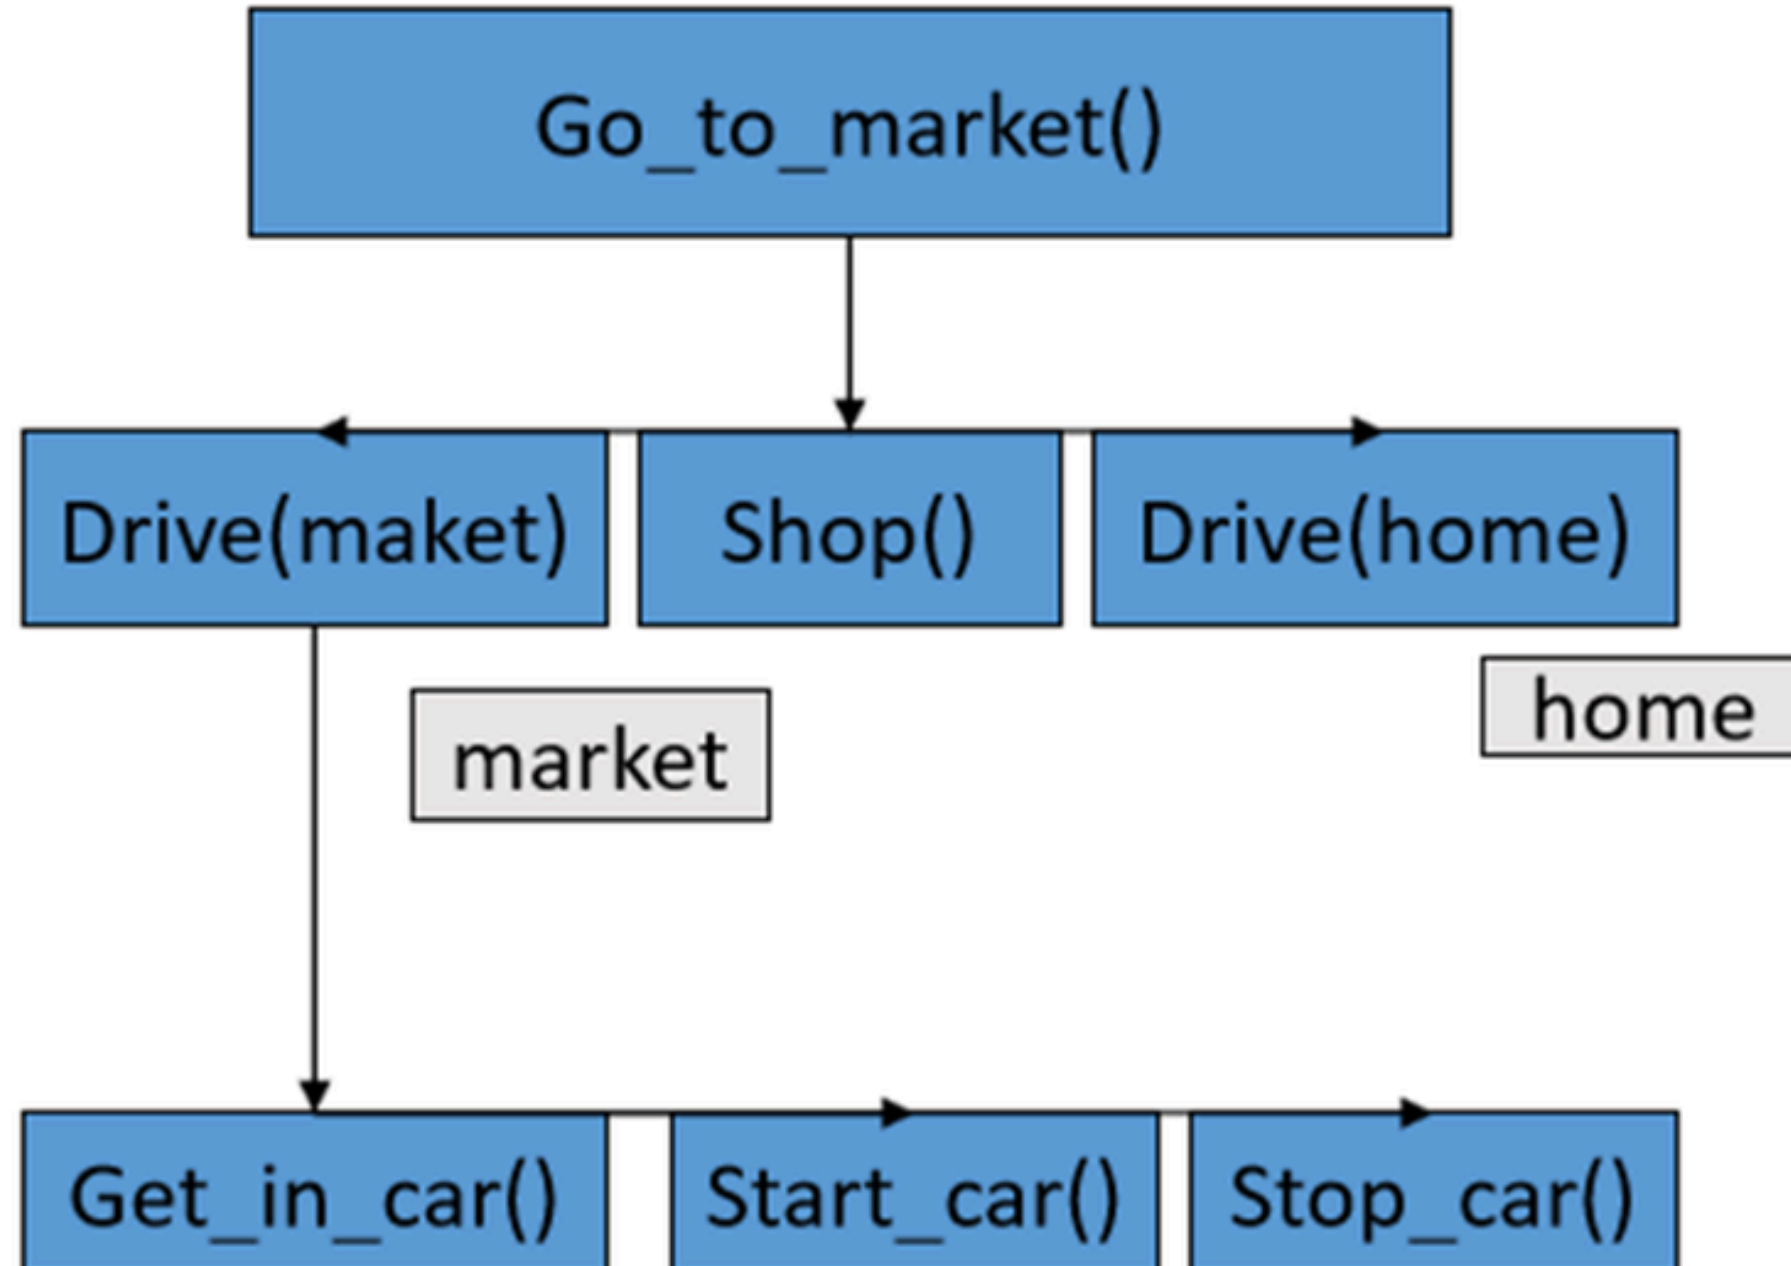 Go_to_market()
Drive(maket)
Shop()
Drive(home)
market
home
Get_in_car()
Start_car()
Stop_car()